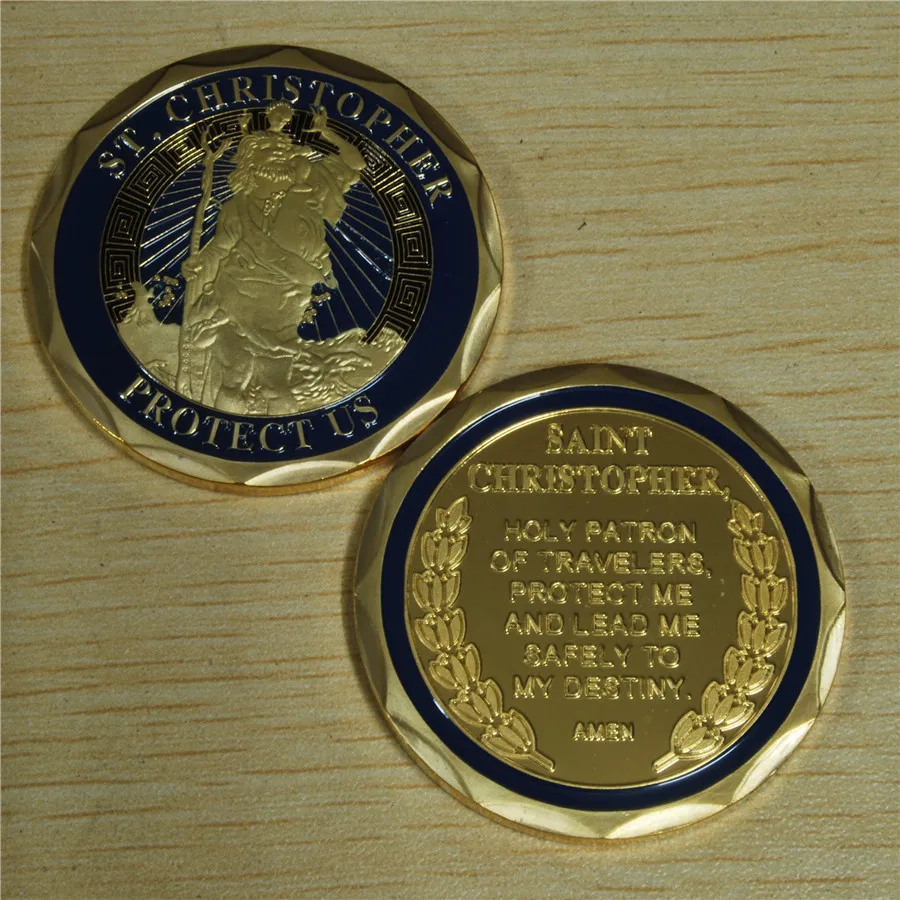 ST. CHRISTOPHER
PROTECT US
SAINT
CHRISTOPHER,
HOLY PATRON
OF TRAVELERS,
PROTECT ME
AND LEAD ME
SAFELY TO
MY DESTINY.
AMEN